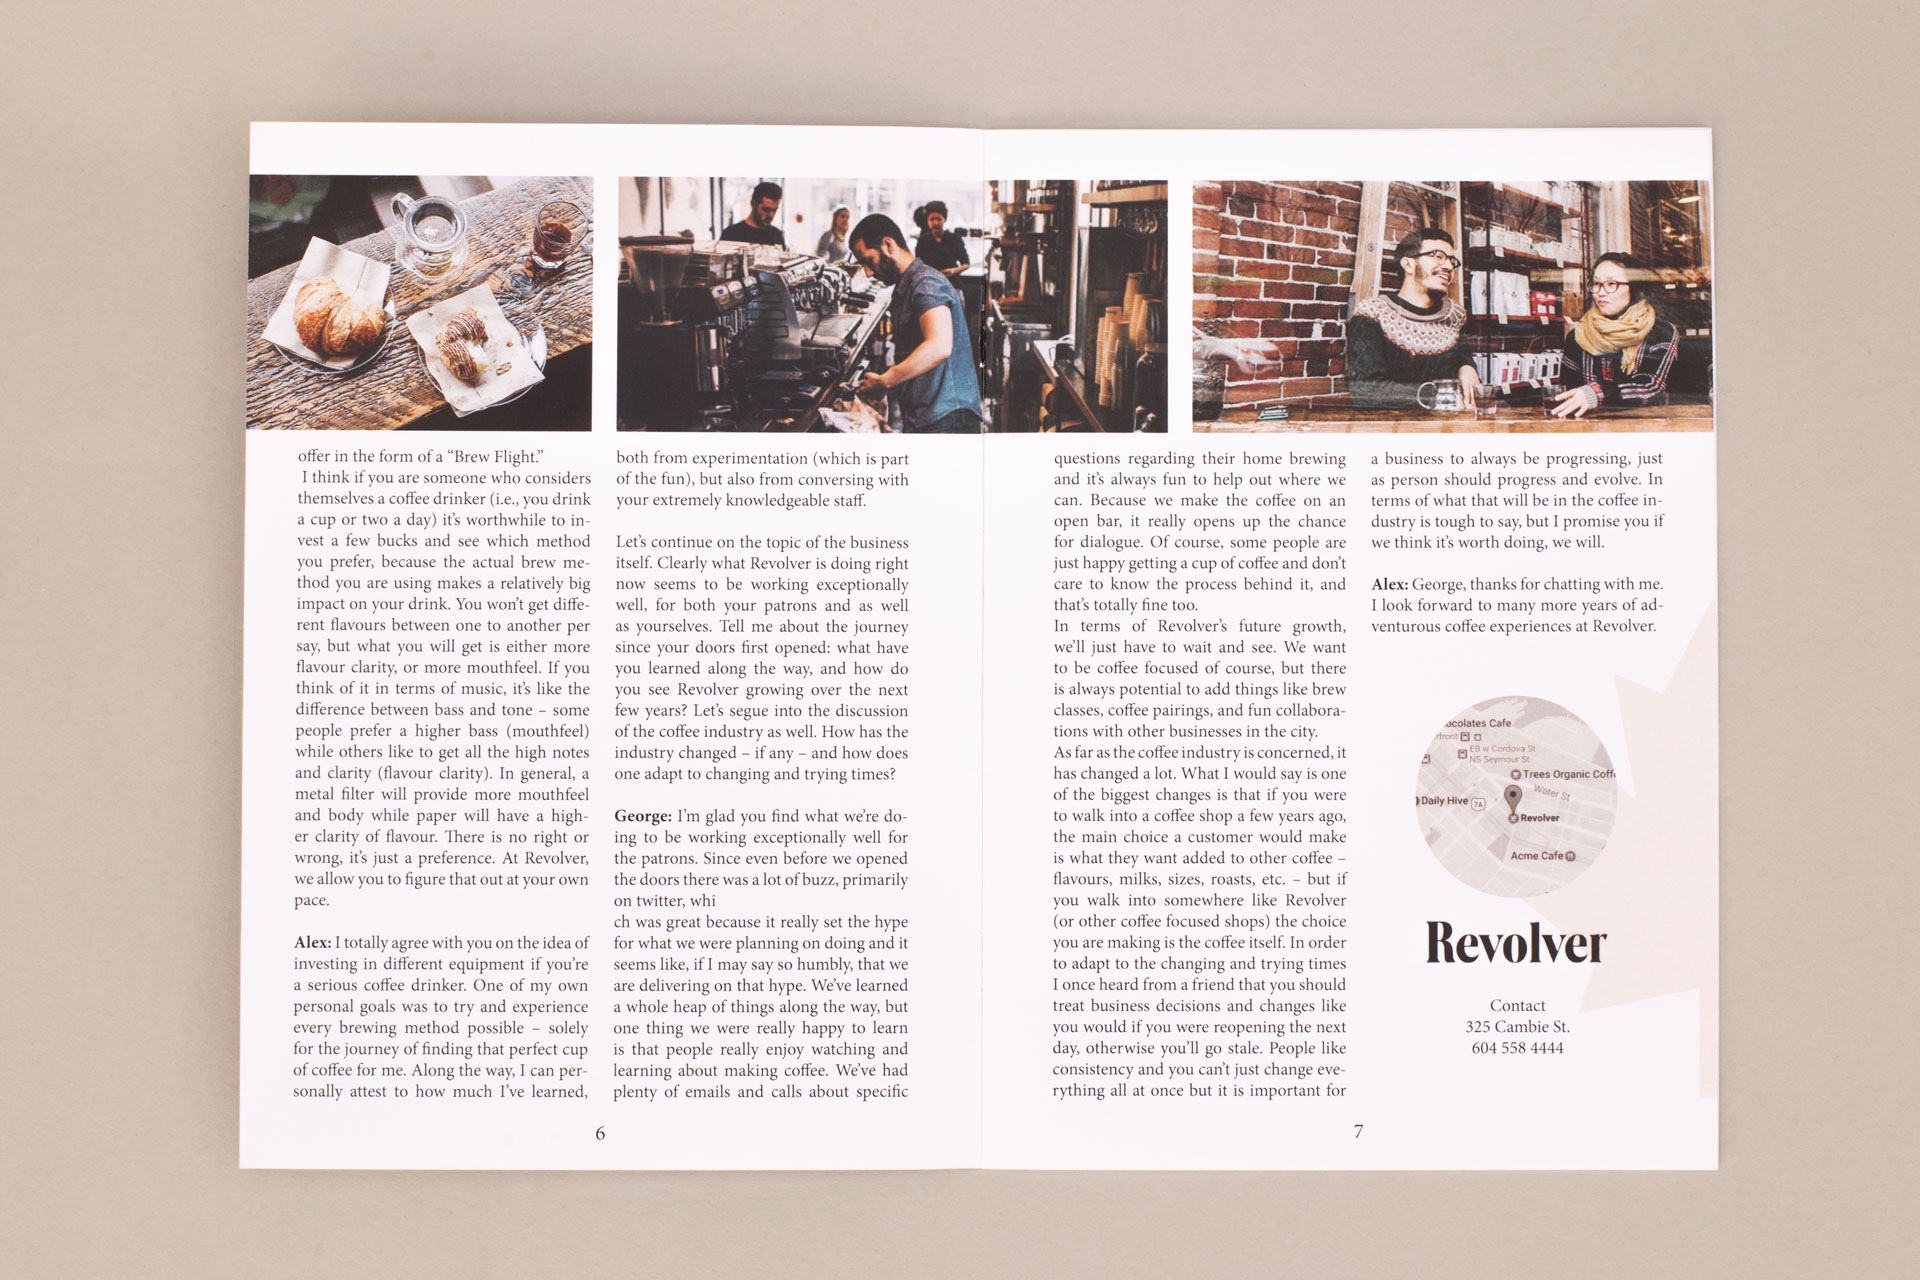 offer in the form of a “Brew Flight.”
I think if you are someone who considers
themselves a coffee drinker (i.e., you drink
a cup or two a day) it’s worthwhile to in-
vest a few bucks and see which method
you prefer, because the actual brew me-
thod you are using makes a relatively big
impact on your drink. You won’t get diffe-
rent flavours between one to another per
say, but what you will get is either more
flavour clarity, or more mouthfeel. If you
think of it in terms of music, it’s like the
difference between bass and tone – some
people prefer a higher bass (mouthfeel)
while others like to get all the high notes
and clarity (flavour clarity). In general, a
metal filter will provide more mouthfeel
and body while paper will have a high-
er clarity of flavour. There is no right or
wrong, it’s just a preference. At Revolver,
we allow you to figure that out at your own
pace.
Alex: I totally agree with you on the idea of
investing in different equipment if you’re
a serious coffee drinker. One of my own
personal goals was to try and experience
every brewing method possible – solely
for the journey of finding that perfect cup
of coffee for me. Along the way, I can per-
sonally attest to how much I’ve learned,
both from experimentation (which is part
of the fun), but also from conversing with
your extremely knowledgeable staff.
Let’s continue on the topic of the business
itself. Clearly what Revolver is doing right
now seems to be working exceptionally
well, for both your patrons and as well
as yourselves. Tell me about the journey
since your doors first opened: what have
you learned along the way, and how do
you see Revolver growing over the next
few years? Let’s segue into the discussion
of the coffee industry as well. How has the
industry changed – if any – and how does
one adapt to changing and trying times?
George: I’m glad you find what we’re do-
ing to be working exceptionally well for
the patrons. Since even before we opened
the doors there was a lot of buzz, primarily
on twitter, whi
ch was great because it really set the hype
for what we were planning on doing and it
seems like, if I may say so humbly, that we
are delivering on that hype. We’ve learned
a whole heap of things along the way, but
one thing we were really happy to learn
is that people really enjoy watching and
learning about making coffee. We’ve had
plenty of emails and calls about specific
6
questions regarding their home brewing
and it’s always fun to help out where we
can. Because we make the coffee on an
open bar, it really opens up the chance
for dialogue. Of course, some people are
just happy getting a cup of coffee and don’t
care to know the process behind it, and
that’s totally fine too.
In terms of Revolver’s future growth,
we’ll just have to wait and see. We want
to be coffee focused of course, but there
is always potential to add things like brew
classes, coffee pairings, and fun collabora-
tions with other businesses in the city.
As far as the coffee industry is concerned, it
has changed a lot. What I would say is one
of the biggest changes is that if you were
to walk into a coffee shop a few years ago,
the main choice a customer would make
is what they want added to other coffee –
flavours, milks, sizes, roasts, etc. – but if
you walk into somewhere like Revolver
(or other coffee focused shops) the choice
you are making is the coffee itself. In order
to adapt to the changing and trying times
I once heard from a friend that you should
treat business decisions and changes like
you would if you were reopening the next
day, otherwise you’ll go stale. People like
consistency and you can’t just change eve-
rything all at once but it is important for
a business to always be progressing, just
as person should progress and evolve. In
terms of what that will be in the coffee in-
dustry is tough to say, but I promise you if
we think it’s worth doing, we will.
Alex: George, thanks for chatting with me.
I look forward to many more years of ad-
venturous coffee experiences at Revolver.
ocolates Cafe
rfront
EB w Cordova St
NS Seymour St
Trees Organic Coff
Water St
Daily Hive 7A
Revolver
Acme Cafe
Revolver
Contact
325 Cambie St.
604 558 4444
7